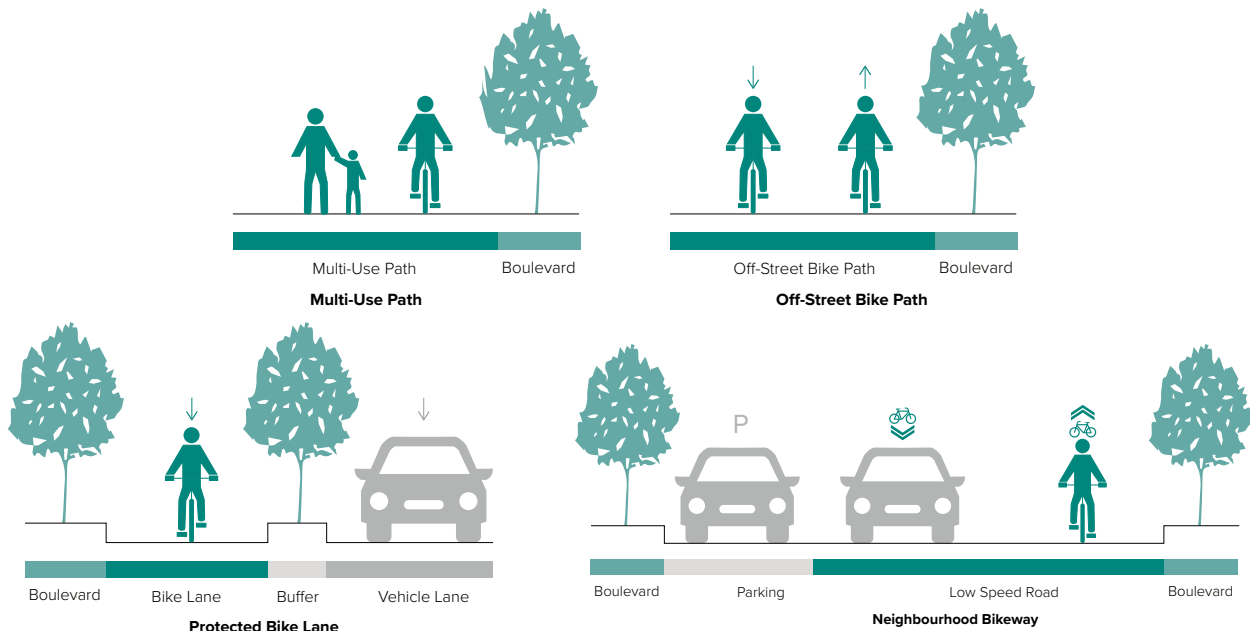 Multi-Use Path
Boulevard
Multi-Use Path
Off-Street Bike Path
Boulevard
Off-Street Bike Path
Boulevard
Bike Lane
Buffer
Vehicle Lane
Protected Bike Lane
P
Boulevard
Parking
Low Speed Road
Boulevard
Neighbourhood Bikeway